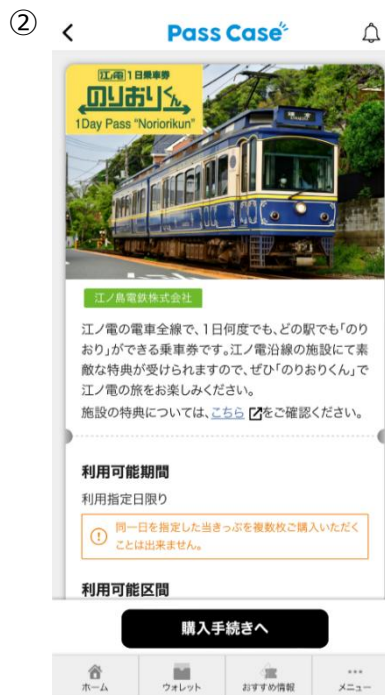 ②
Pass Case
江ノ電 1日乗車券
のりおりくん
1Day Pass "Noriorikun"
江ノ島電鉄株式会社
江ノ電の電車全線で、1日何度でも、どの駅でも「のり
おり」ができる乗車券です。江ノ電沿線の施設にて素
敵な特典が受けられますので、ぜひ「のりおりくん」で
江ノ電の旅をお楽しみください。
施設の特典については、こちらをご確認ください。
利用可能期間
利用指定日限り
同一日を指定した当きっぷを複数枚ご購入いただく
ことは出来ません。
利用可能区間
購入手続きへ
ホーム
ウォレット
おすすめ情報
メニュー